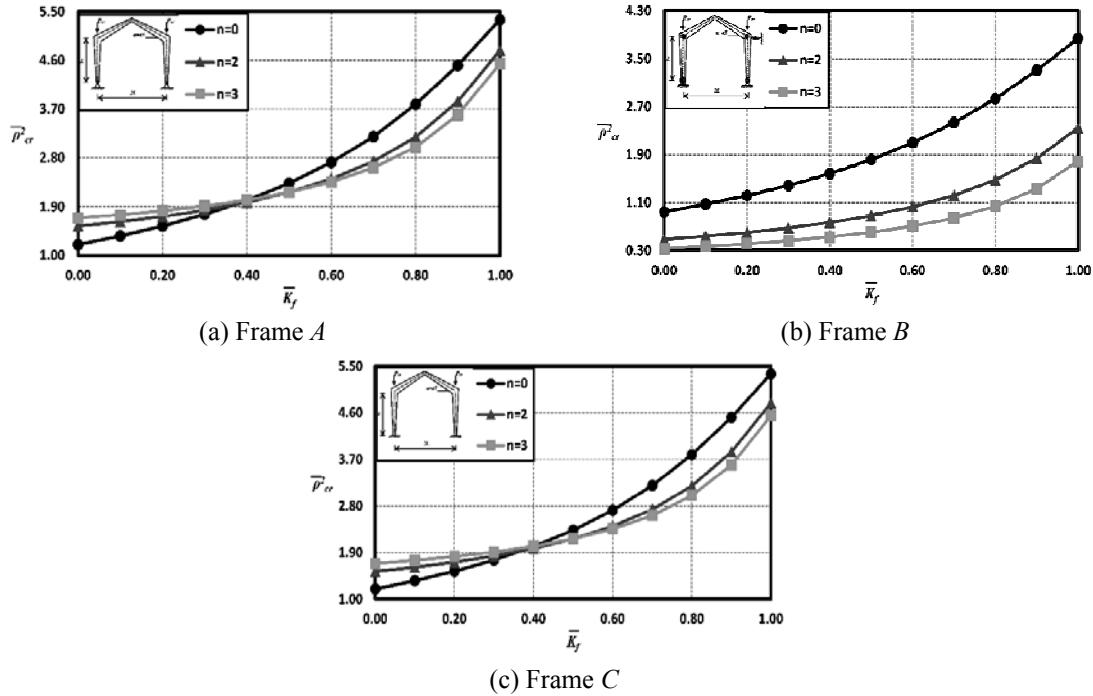 5.50
4.60
3.70
2.80
1.90
1.00
p̅²cr
n=0
n=2
n=3
0.00 0.20 0.40 0.60 0.80 1.00
K̅f
(a) Frame A
4.30
3.50
2.70
1.90
1.10
0.30
p̅²cr
n=0
n=2
n=3
0.00 0.20 0.40 0.60 0.80 1.00
K̅f
(b) Frame B
5.50
4.60
3.70
2.80
1.90
1.00
p̅²cr
n=0
n=2
n=3
0.00 0.20 0.40 0.60 0.80 1.00
K̅f
(c) Frame C